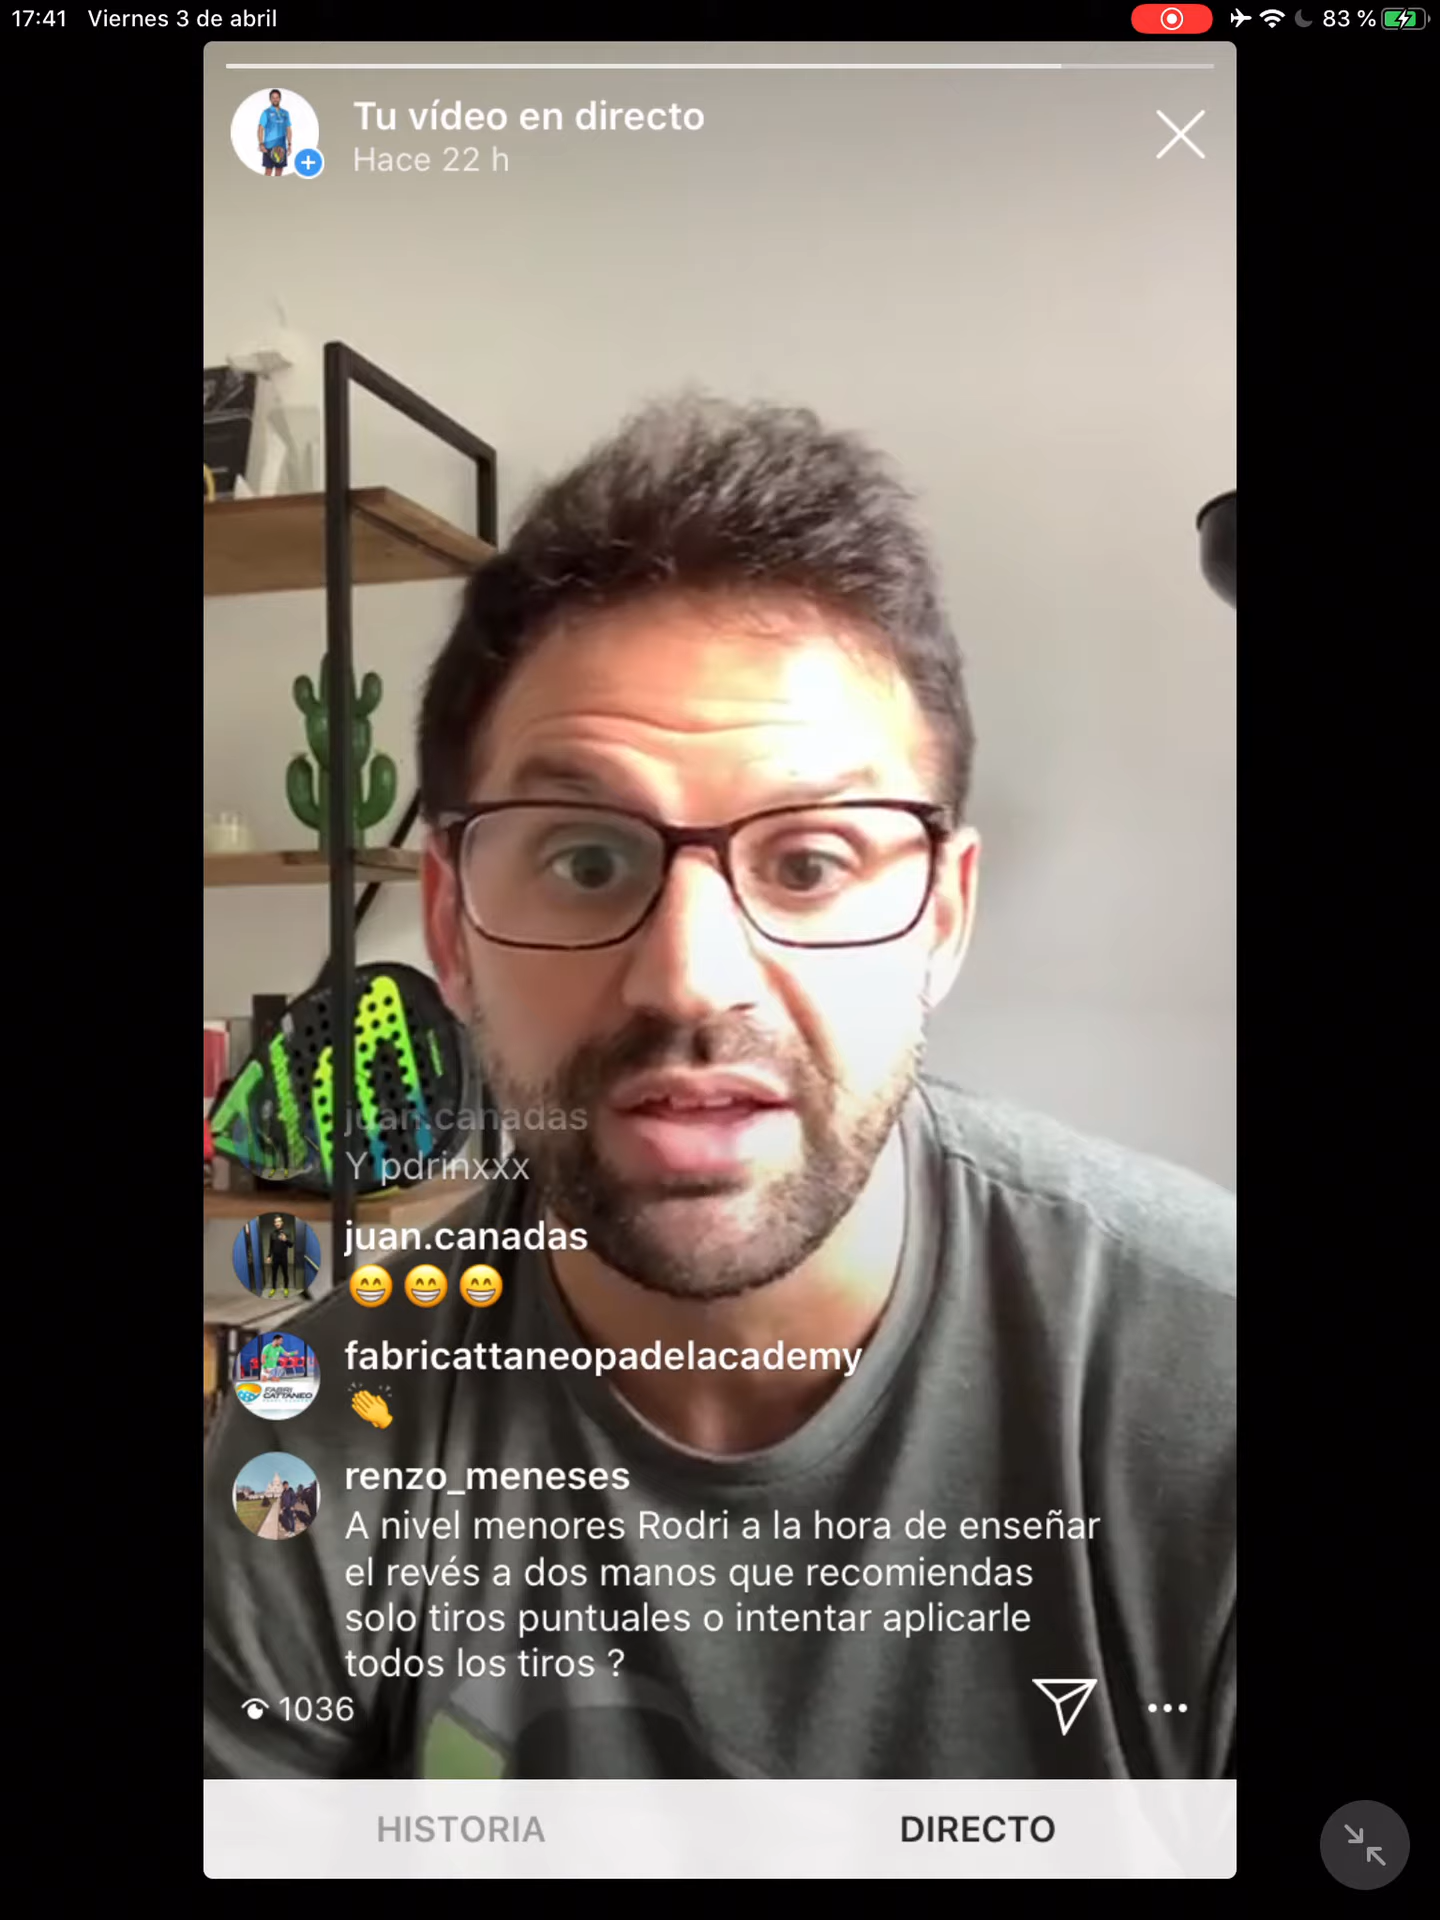 17:41 Viernes 3 de abril
83 %
Tu vídeo en directo
Hace 22 h
juan.canadas
Y pdrinxxx
juan.canadas
😁😁😁
fabricattaneopadelacademy
👏
FABRI
CATTANEO
renzo_meneses
A nivel menores Rodri a la hora de enseñar
el revés a dos manos que recomiendas
solo tiros puntuales o intentar aplicarle
todos los tiros ?
1036
HISTORIA
DIRECTO